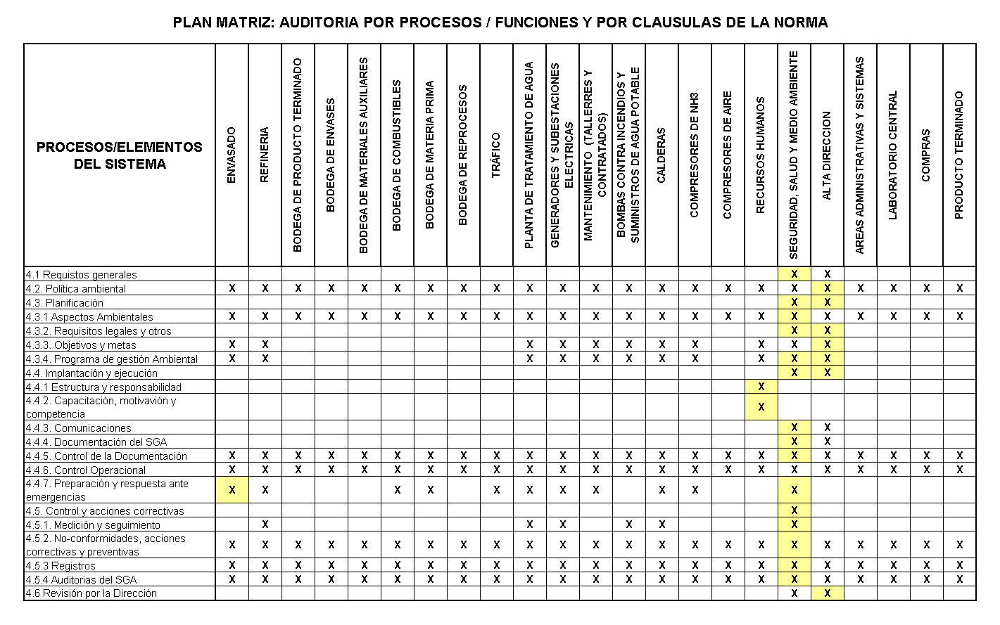 PLAN MATRIZ: AUDITORIA POR PROCESOS / FUNCIONES Y POR CLAUSULAS DE LA NORMA
PROCESOS/ELEMENTOS
DEL SISTEMA
ENVASADO
REFINERIA
BODEGA DE PRODUCTO TERMINADO
BODEGA DE ENVASES
BODEGA DE MATERIALES AUXILIARES
BODEGA DE COMBUSTIBLES
BODEGA DE MATERIA PRIMA
BODEGA DE REPROCESOS
TRÁFICO
PLANTA DE TRATAMIENTO DE AGUA
GENERADORES Y SUBESTACIONES
ELECTRICAS
MANTENIMIENTO (TALLERRES Y
CONTRATADOS)
BOMBAS CONTRA INCENDIOS Y
SUMINISTROS DE AGUA POTABLE
CALDERAS
COMPRESORES DE NH3
COMPRESORES DE AIRE
RECURSOS HUMANOS
SEGURIDAD, SALUD Y MEDIO AMBIENTE
ALTA DIRECCION
AREAS ADMINISTRATIVAS Y SISTEMAS
LABORATORIO CENTRAL
COMPRAS
PRODUCTO TERMINADO
4.1 Requistos generales X X
4.2. Política ambiental X X X X X X X X X X X X X X X X X X X X X X X
4.3. Planificación X X
4.3.1 Aspectos Ambientales X X X X X X X X X X X X X X X X X X X X X X X
4.3.2. Requisitos legales y otros X X
4.3.3. Objetivos y metas X X X X X X X X X X X
4.3.4. Programa de gestión Ambiental X X X X X X X X X X X
4.4. Implantación y ejecución X X
4.4.1 Estructura y responsabilidad X
4.4.2. Capacitación, motivavión y
competencia X
4.4.3. Comunicaciones X X
4.4.4. Documentación del SGA X X
4.4.5. Control de la Documentación X X X X X X X X X X X X X X X X X X X X X X X
4.4.6. Control Operacional X X X X X X X X X X X X X X X X X X X X X X X
4.4.7. Preparación y respuesta ante
emergencias X X X X X X X X X X X
4.5. Control y acciones correctivas X
4.5.1. Medición y seguimiento X X X X X X
4.5.2. No-conformidades, acciones
correctivas y preventivas X X X X X X X X X X X X X X X X X X X X X X X
4.5.3 Registros X X X X X X X X X X X X X X X X X X X X X X X
4.5.4 Auditorias del SGA X X X X X X X X X X X X X X X X X X X X X X X
4.6 Revisión por la Dirección X X